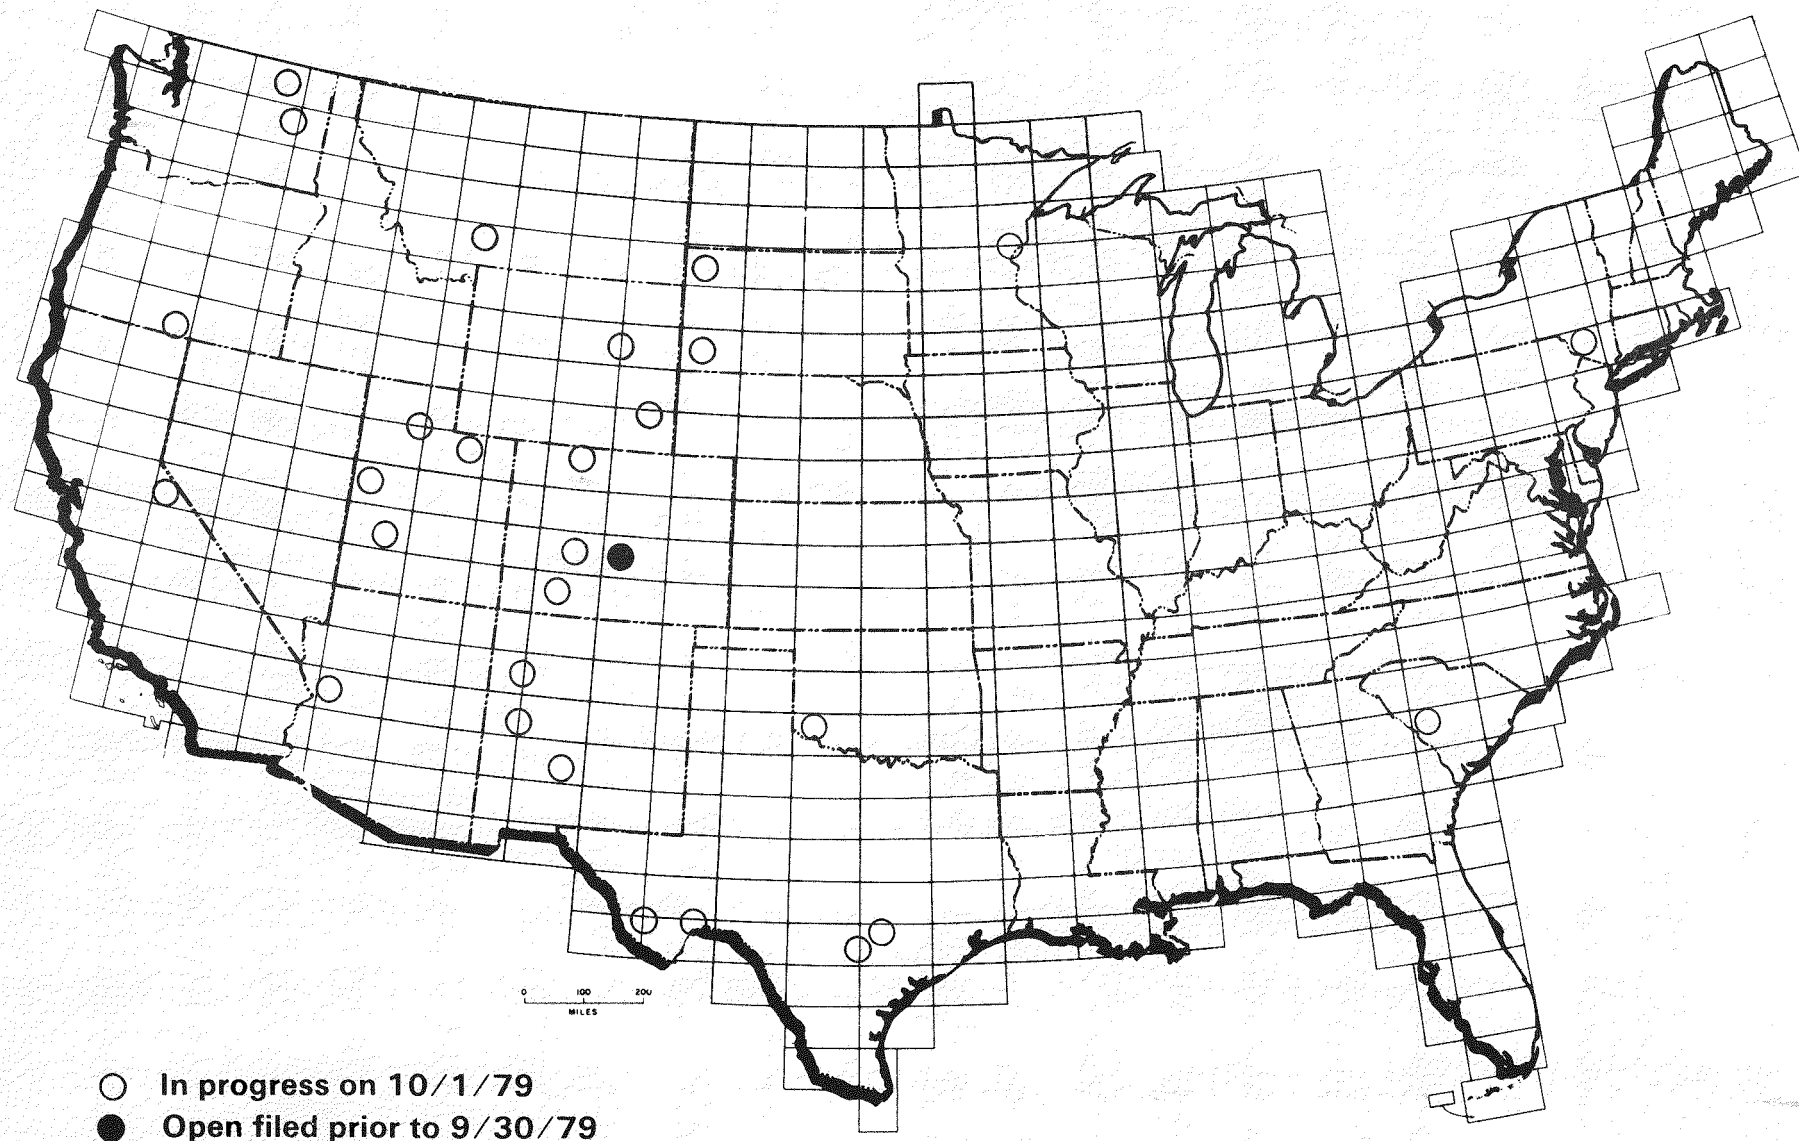 0 100 200
MILES
In progress on 10/1/79
Open filed prior to 9/30/79